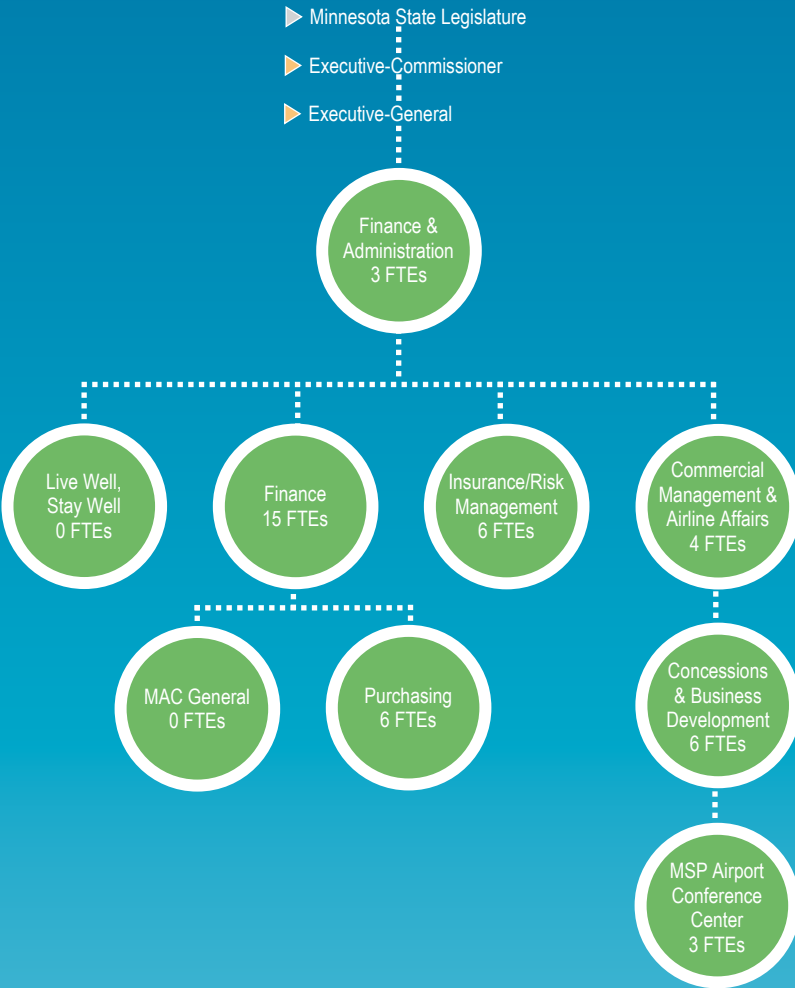 Minnesota State Legislature
Executive-Commissioner
Executive-General
Finance &
Administration
3 FTEs
Live Well,
Stay Well
0 FTEs
Finance
15 FTEs
Insurance/Risk
Management
6 FTEs
Commercial
Management &
Airline Affairs
4 FTEs
MAC General
0 FTEs
Purchasing
6 FTEs
Concessions
& Business
Development
6 FTEs
MSP Airport
Conference
Center
3 FTEs